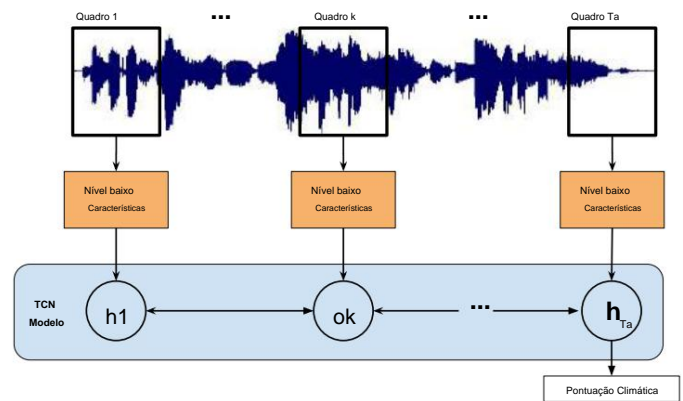 Quadro 1 ... Quadro k ... Quadro Ta
Nível baixo Nível baixo Nível baixo
Características Características Características
TCN
Modelo
h1 ok ... h Ta
Pontuação Climática